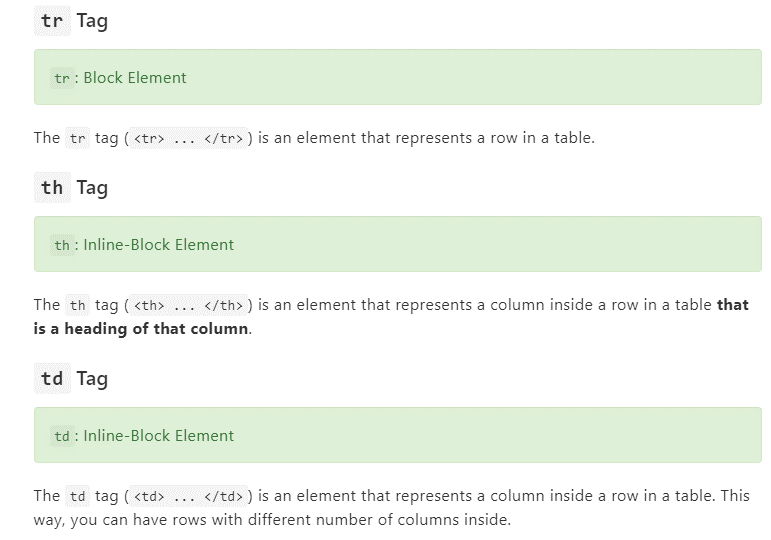 tr Tag
tr: Block Element
The tr tag (<tr> ... </tr>) is an element that represents a row in a table.
th Tag
th: Inline-Block Element
The th tag (<th> ... </th>) is an element that represents a column inside a row in a table that
is a heading of that column.
td Tag
td: Inline-Block Element
The td tag (<td> ... </td>) is an element that represents a column inside a row in a table. This
way, you can have rows with different number of columns inside.